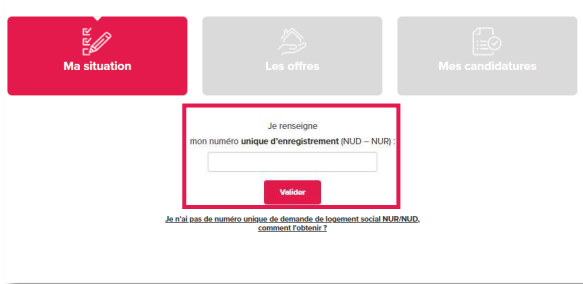 Ma situation
Les offres
Mes candidatures
Je renseigne
mon numéro unique d'enregistrement (NUD – NUR) :
Valider
Je n'ai pas de numéro unique de demande de logement social NUR/NUD,
comment l'obtenir ?